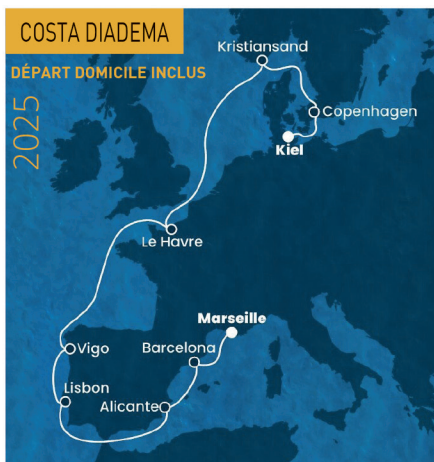 COSTA DIADEMA
DÉPART DOMICILE INCLUS
2025
Kristiansand
Copenhagen
Kiel
Le Havre
Marseille
Vigo
Barcelona
Lisbon
Alicante